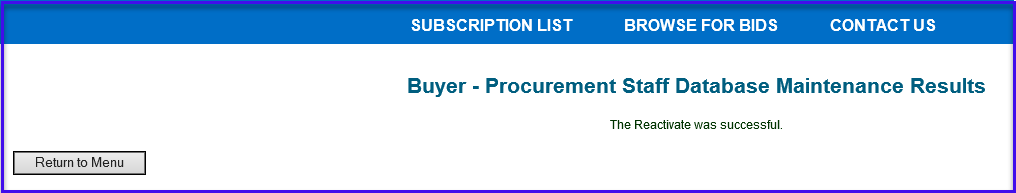 SUBSCRIPTION LIST BROWSE FOR BIDS CONTACT US
Buyer - Procurement Staff Database Maintenance Results
The Reactivate was successful.
Return to Menu